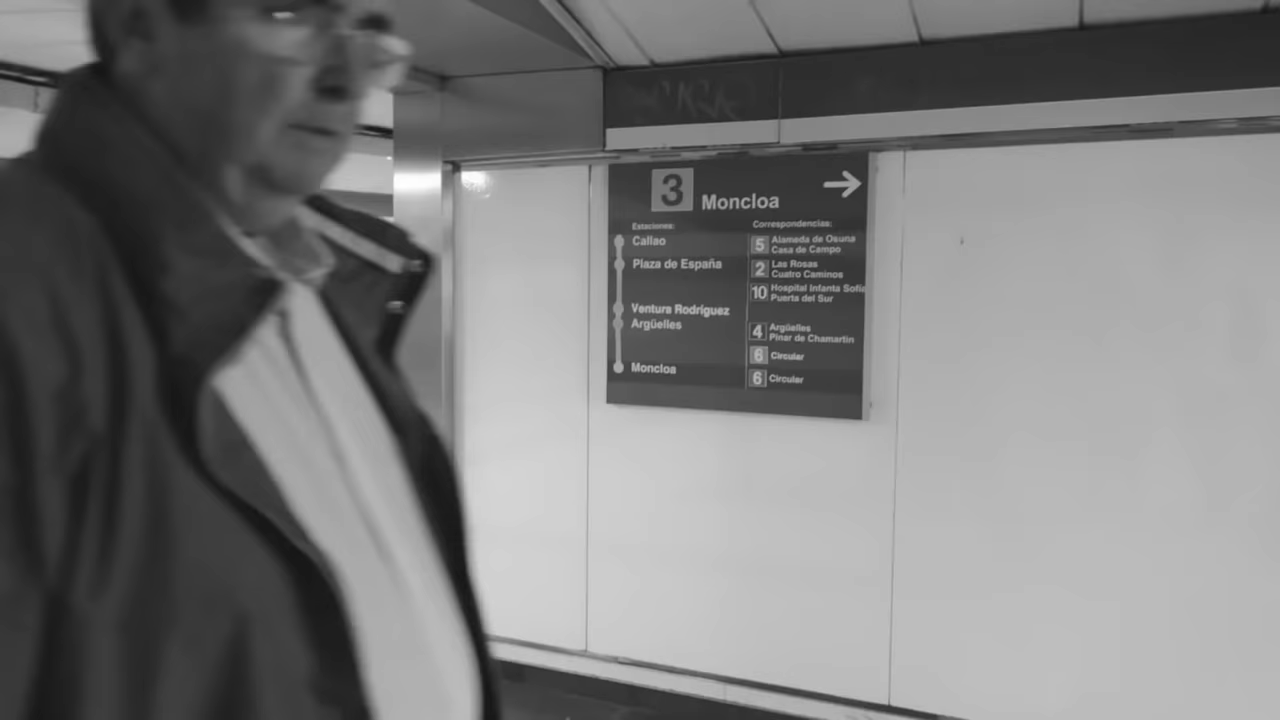 3 Moncloa
Estaciones:
Callao
Plaza de España
Ventura Rodríguez
Argüelles
Moncloa
Correspondencias:
5 Alameda de Osuna
Casa de Campo
2 Las Rosas
Cuatro Caminos
10 Hospital Infanta Sofía
Puerta del Sur
4 Argüelles
Pinar de Chamartín
6 Circular
6 Circular